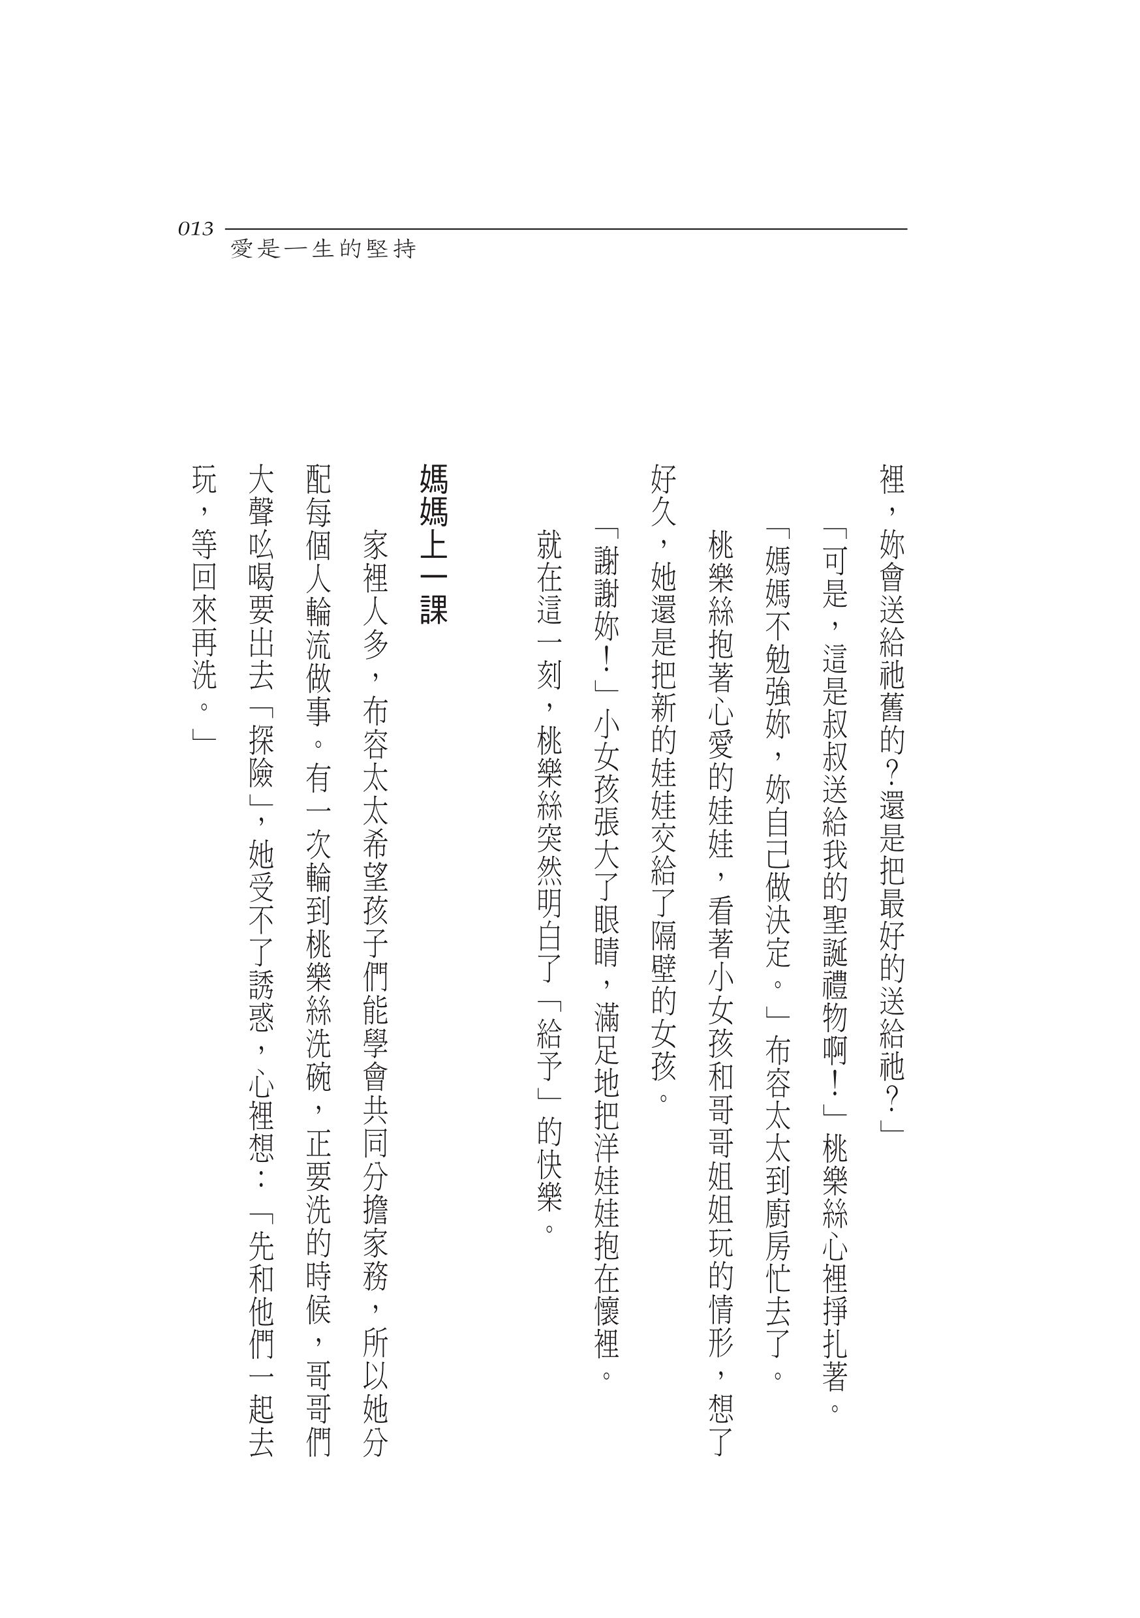 013
愛是一生的堅持
裡，妳會送給祂舊的？還是把最好的送給祂？」
「可是，這是叔叔送給我的聖誕禮物啊！」桃樂絲心裡掙扎著。
「媽媽不勉強妳，妳自己做決定。」布容太太到廚房忙去了。
桃樂絲抱著心愛的娃娃，看著小女孩和哥哥姐姐玩的情形，想了
好久，她還是把新的娃娃交給了隔壁的女孩。
「謝謝妳！」小女孩張大了眼睛，滿足地把洋娃娃抱在懷裡。
就在這一刻，桃樂絲突然明白了「給予」的快樂。
媽媽上一課
家裡人多，布容太太希望孩子們能學會共同分擔家務，所以她分
配每個人輪流做事。有一次輪到桃樂絲洗碗，正要洗的時候，哥哥們
大聲吆喝要出去「探險」，她受不了誘惑，心裡想：「先和他們一起去
玩，等回來再洗。」